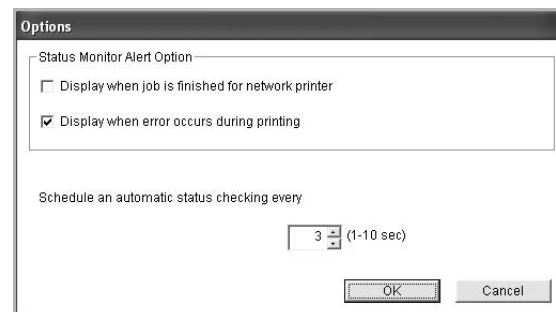 Options
Status Monitor Alert Option
Display when job is finished for network printer
Display when error occurs during printing
Schedule an automatic status checking every
3 (1-10 sec)
OK Cancel